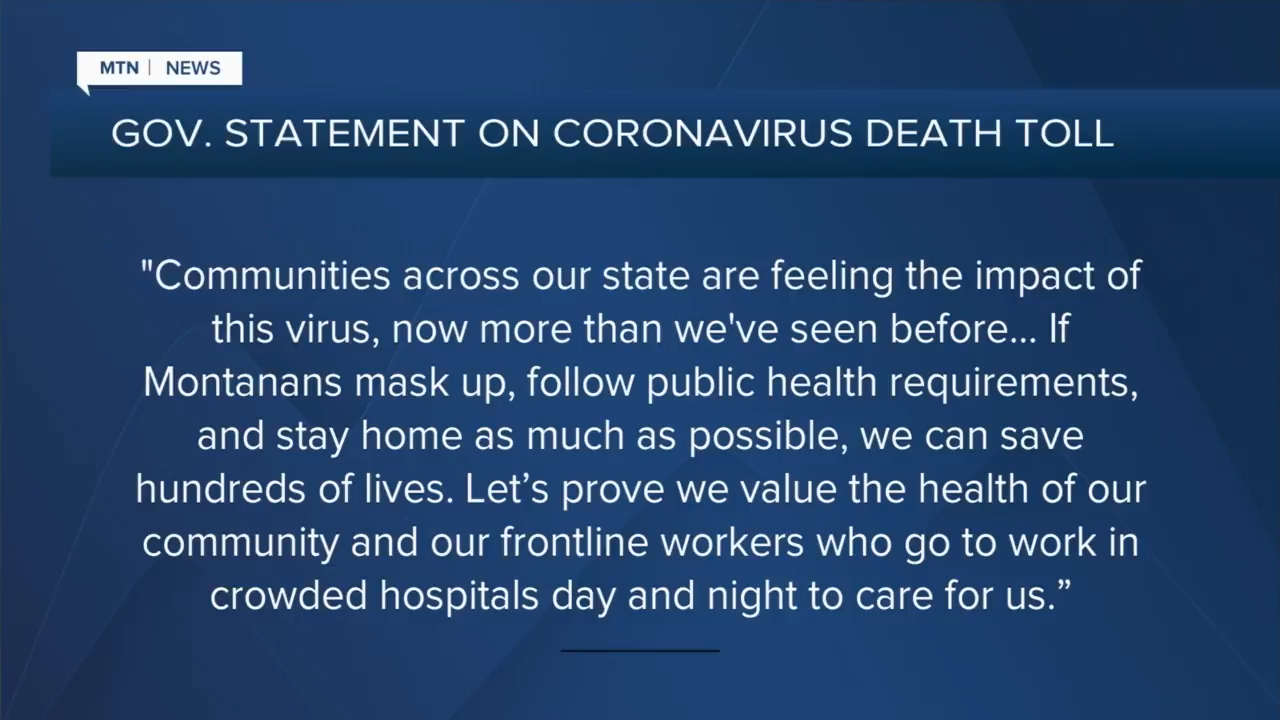 MTN | NEWS
GOV. STATEMENT ON CORONAVIRUS DEATH TOLL
"Communities across our state are feeling the impact of
this virus, now more than we've seen before... If
Montanans mask up, follow public health requirements,
and stay home as much as possible, we can save
hundreds of lives. Let’s prove we value the health of our
community and our frontline workers who go to work in
crowded hospitals day and night to care for us.”